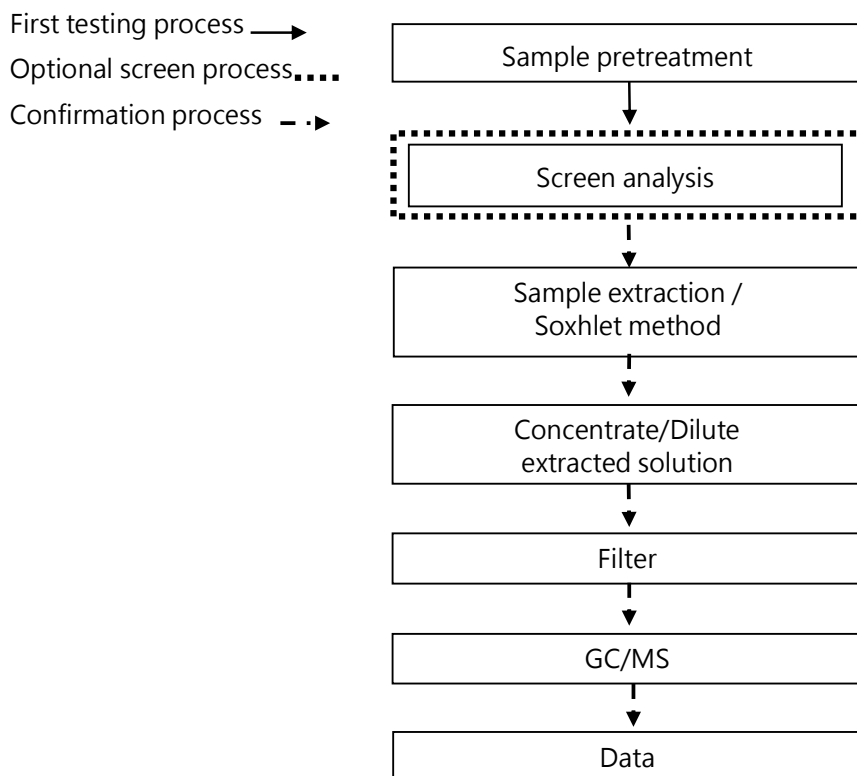 First testing process
Optional screen process
Confirmation process
Sample pretreatment
Screen analysis
Sample extraction /
Soxhlet method
Concentrate/Dilute
extracted solution
Filter
GC/MS
Data